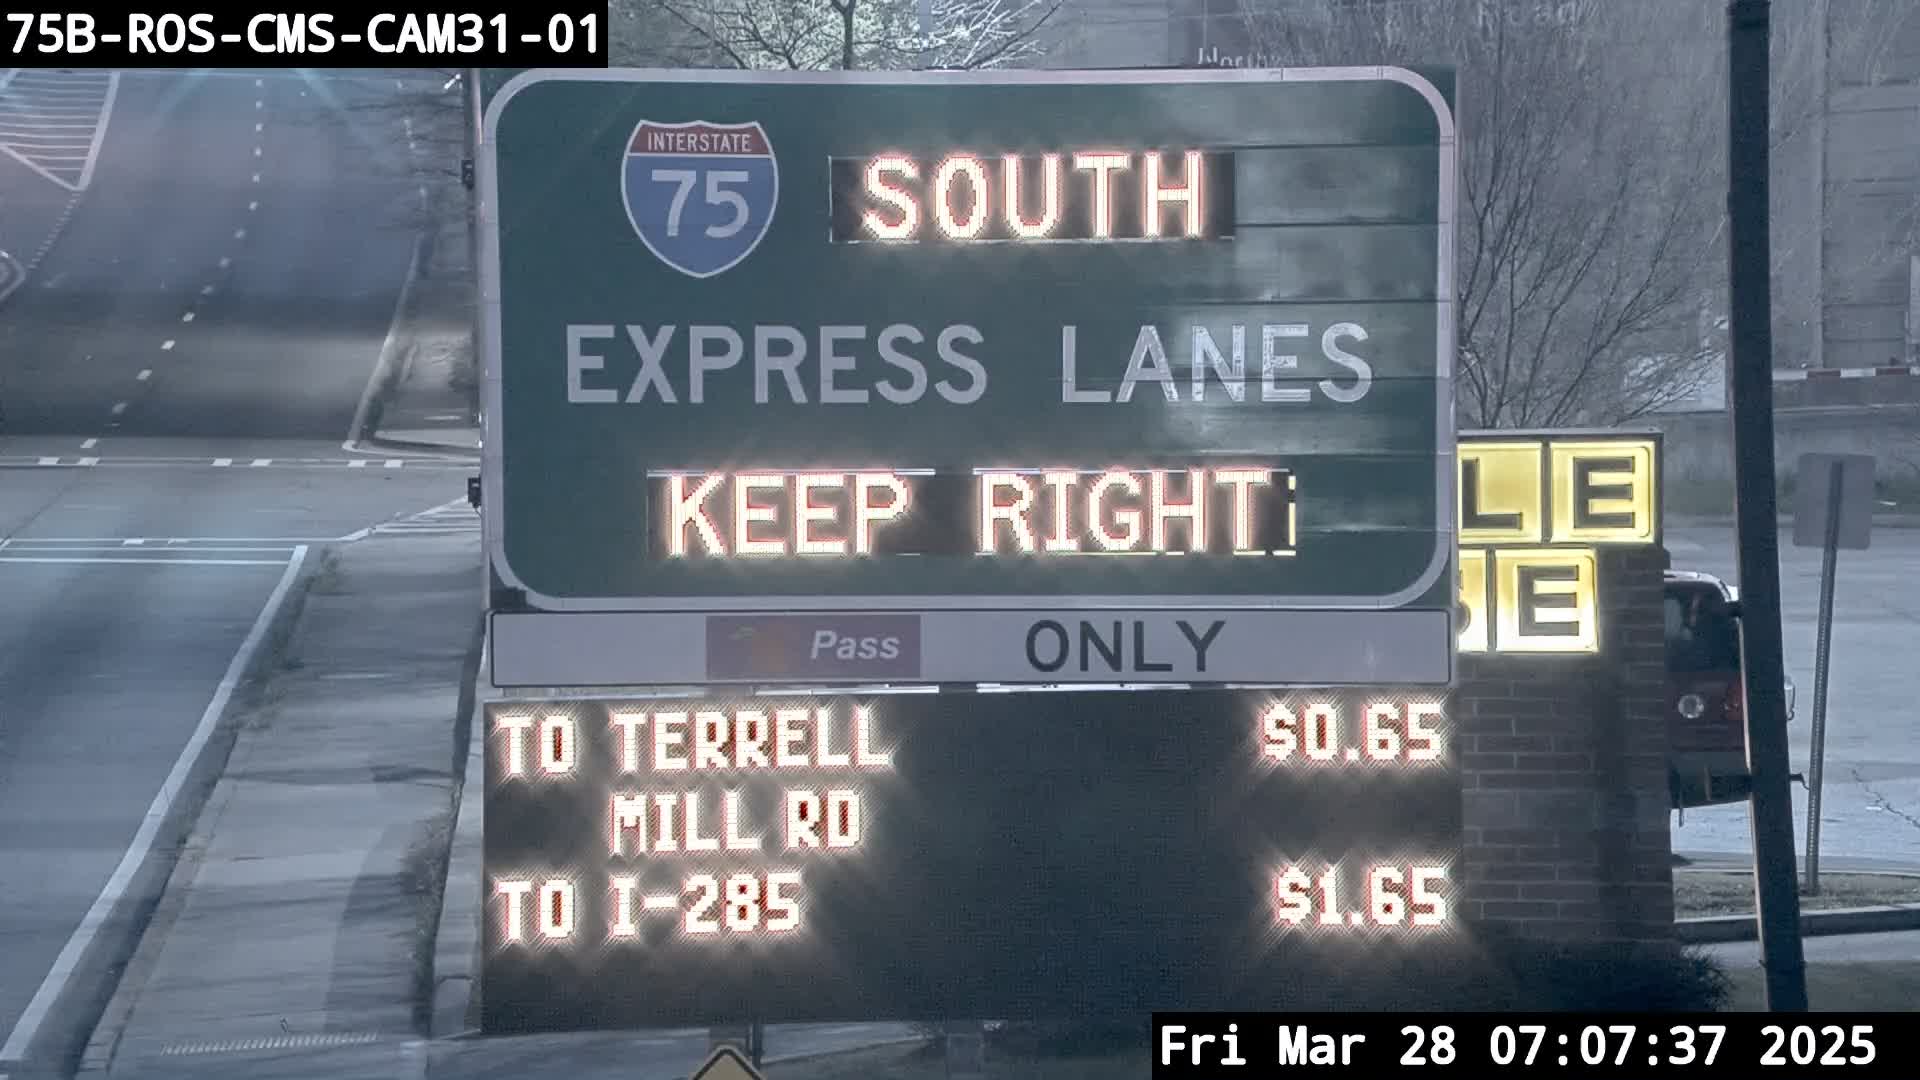 75B-ROS-CMS-CAM31-01
INTERSTATE
75
SOUTH
EXPRESS LANES
KEEP RIGHT
Pass ONLY
TO TERRELL $0.65
MILL RD
TO I-285 $1.65
LE
E
Fri Mar 28 07:07:37 2025